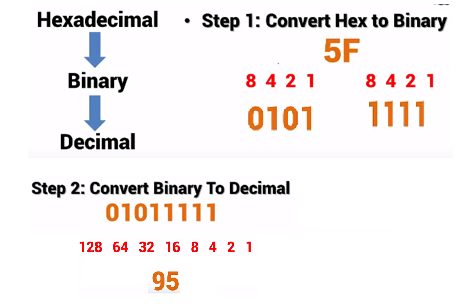 Hexadecimal
Binary
Decimal
• Step 1: Convert Hex to Binary
5F
8 4 2 1 8 4 2 1
0101 1111
Step 2: Convert Binary To Decimal
01011111
128 64 32 16 8 4 2 1
95